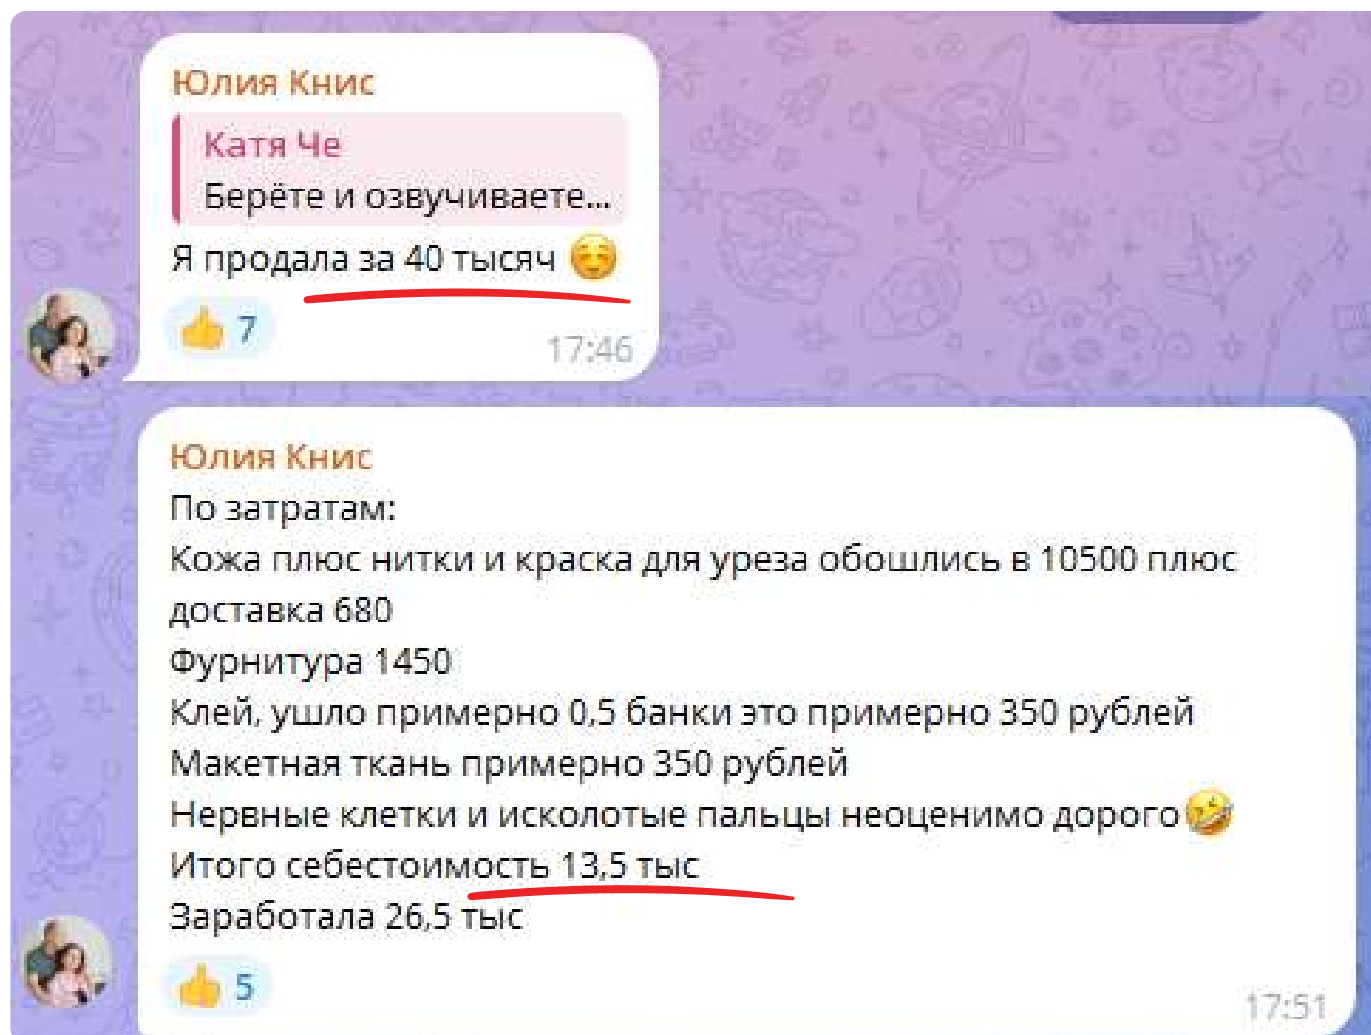 Юлия Книс
Катя Че
Берёте и озвучиваете...
Я продала за 40 тысяч ☺️
👍 7
17:46
Юлия Книс
По затратам:
Кожа плюс нитки и краска для уреза обошлись в 10500 плюс
доставка 680
Фурнитура 1450
Клей, ушло примерно 0,5 банки это примерно 350 рублей
Макетная ткань примерно 350 рублей
Нервные клетки и исколотые пальцы неоценимо дорого🤣
Итого себестоимость 13,5 тыс
Заработала 26,5 тыс
👍 5
17:51